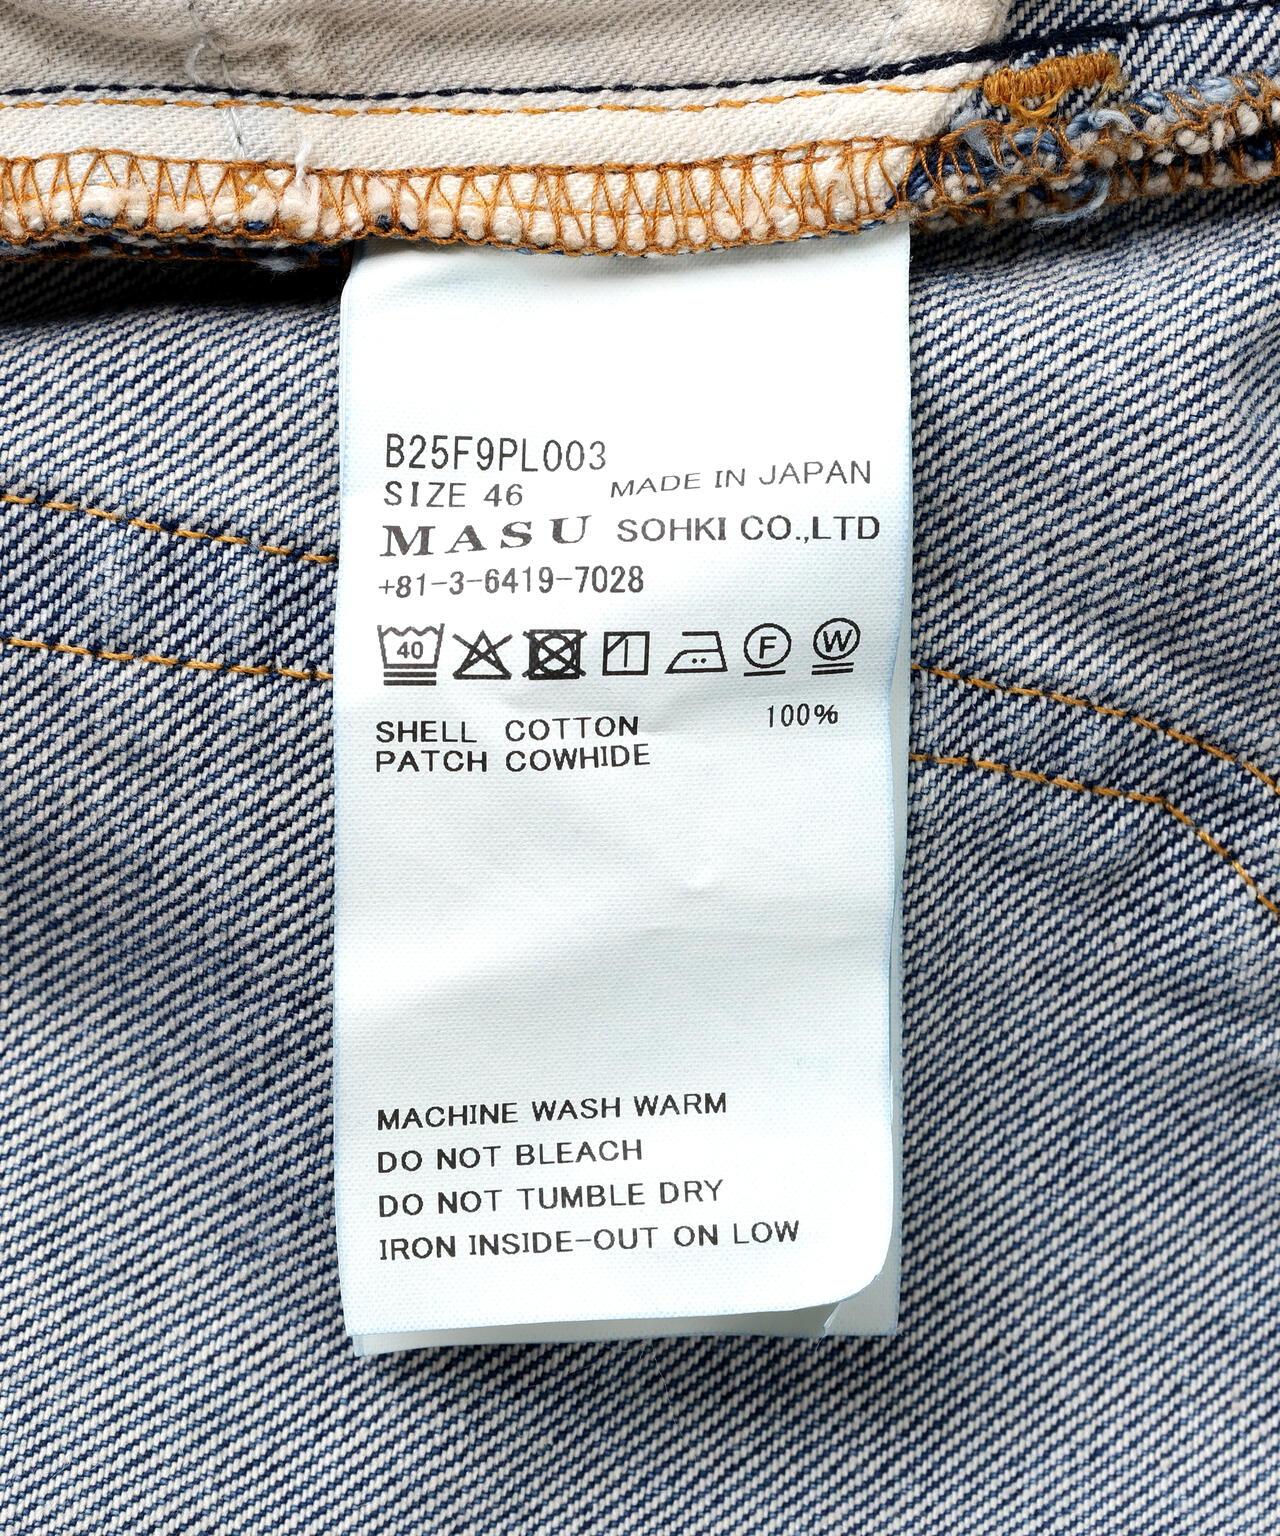 B25F9PL003
SIZE 46 MADE IN JAPAN
MASU SOHKI CO.,LTD
+81-3-6419-7028
40 F W
SHELL COTTON 100%
PATCH COWHIDE
MACHINE WASH WARM
DO NOT BLEACH
DO NOT TUMBLE DRY
IRON INSIDE-OUT ON LOW